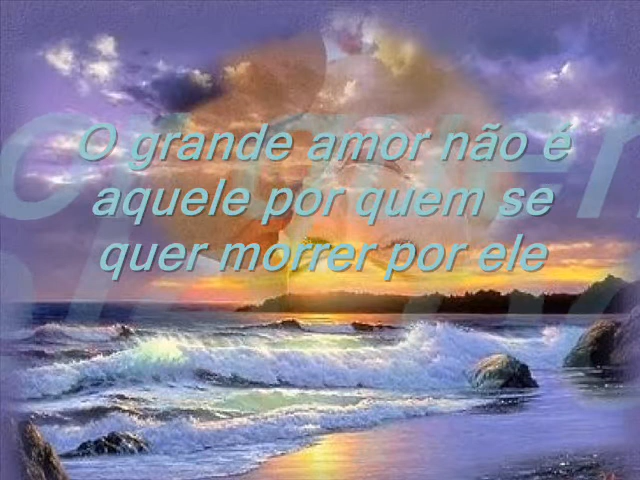 O grande amor não é
aquele por quem se
quer morrer por ele